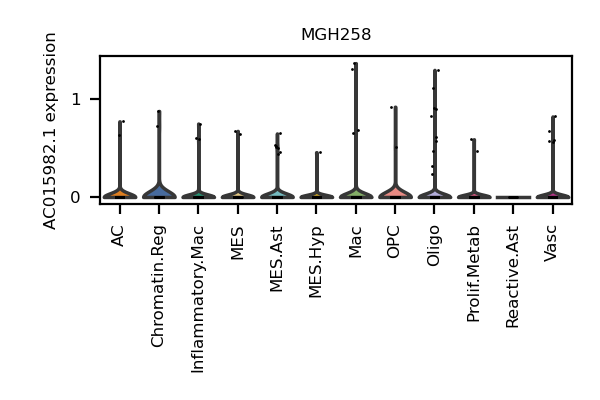 MGH258
AC015982.1 expression
1
0
AC
Chromatin.Reg
Inflammatory.Mac
MES
MES.Ast
MES.Hyp
Mac
OPC
Oligo
Prolif.Metab
Reactive.Ast
Vasc